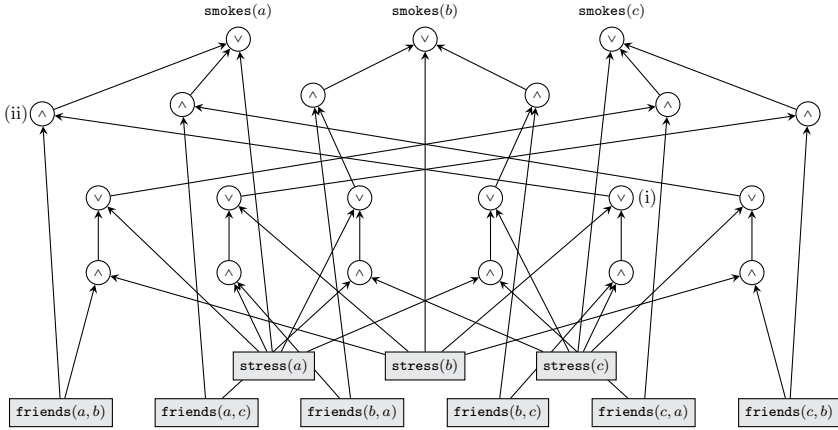 smokes(a) smokes(b) smokes(c)
∨ ∨ ∨
∧ ∧
∧ ∧
(ii) ∧ ∧
∨ ∨ ∨ ∨ ∨ (i) ∨
∧ ∧ ∧ ∧ ∧ ∧
stress(a) stress(b) stress(c)
friends(a, b) friends(a, c) friends(b, a) friends(b, c) friends(c, a) friends(c, b)